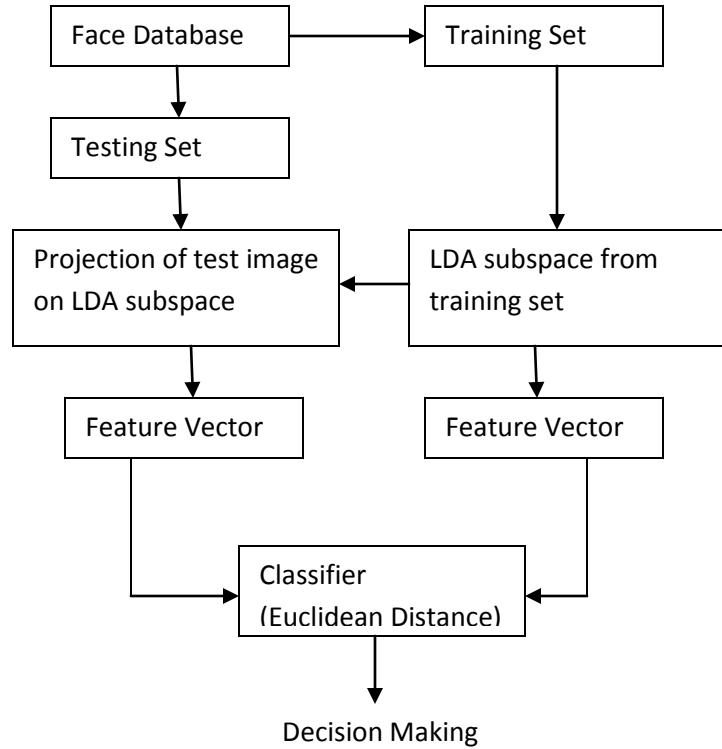 Face Database
Training Set
Testing Set
Projection of test image
on LDA subspace
LDA subspace from
training set
Feature Vector
Feature Vector
Classifier
(Euclidean Distance)
Decision Making